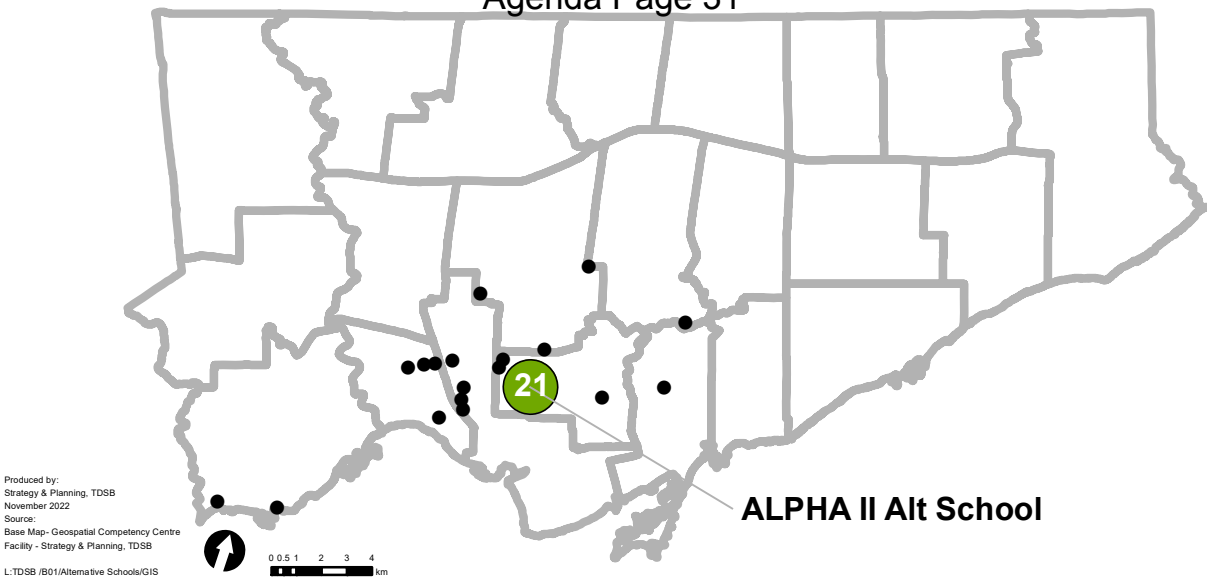 Agenda Page 31
21
ALPHA II Alt School
Produced by:
Strategy & Planning, TDSB
November 2022
Source:
Base Map- Geospatial Competency Centre
Facility - Strategy & Planning, TDSB
L:TDSB /B01/Alternative Schools/GIS
0 0.5 1 2 3 4
km